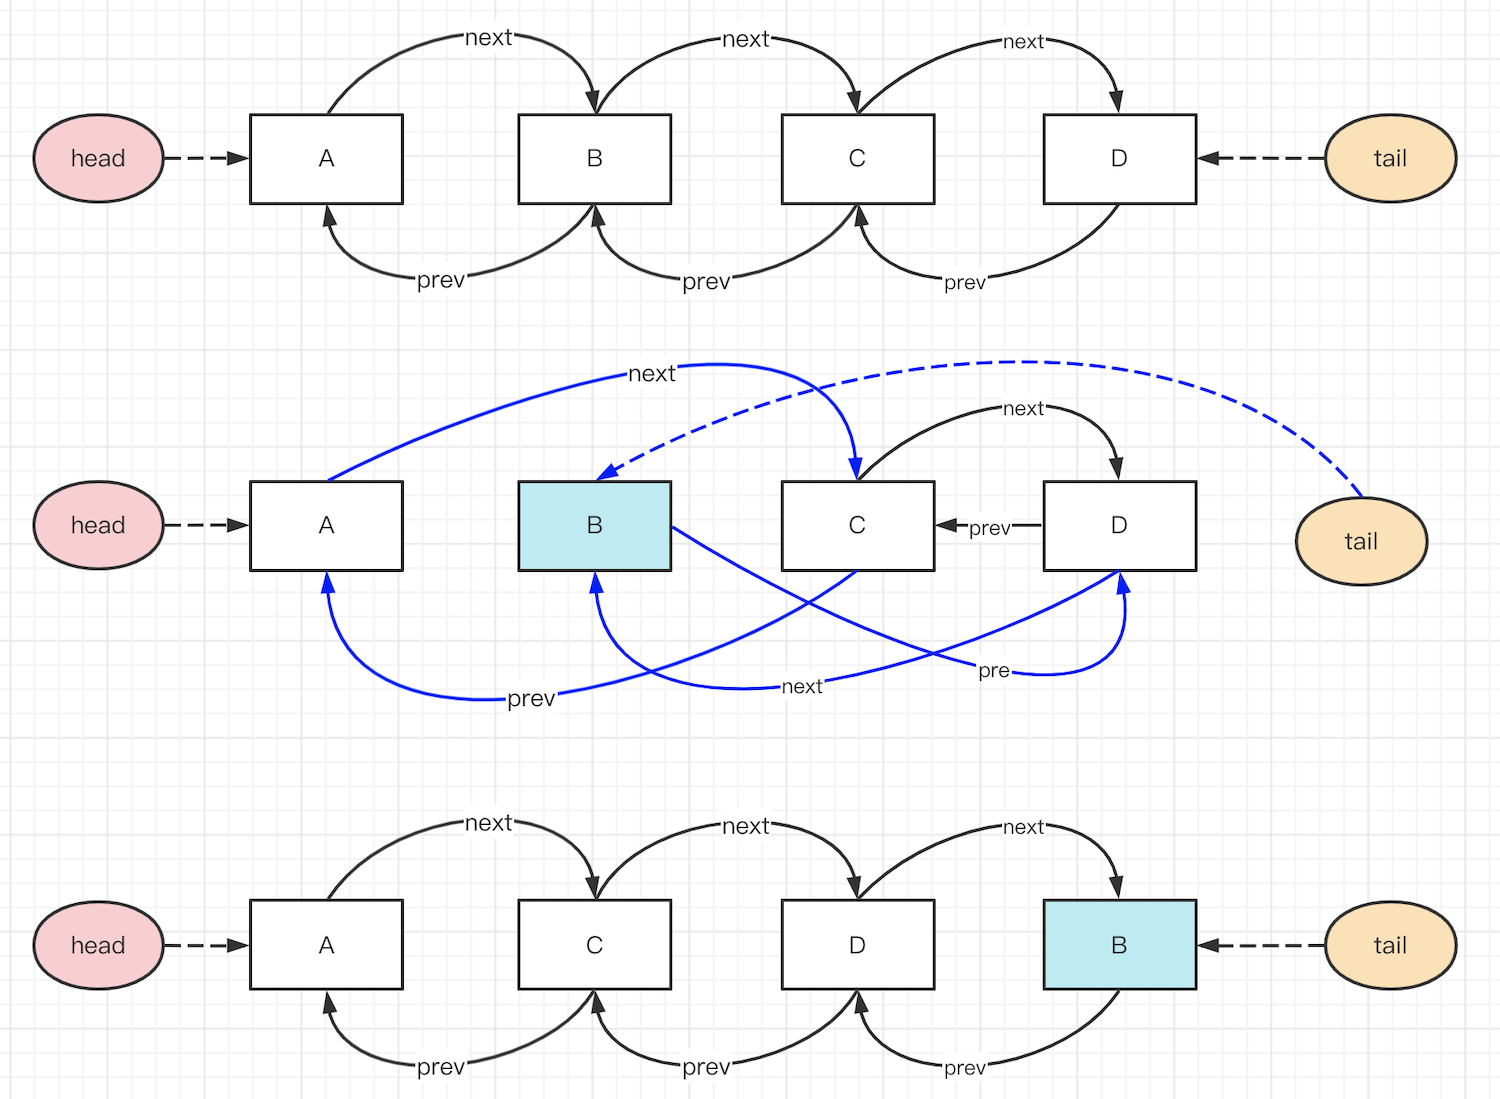 next next next
head A B C D tail
prev prev prev
next
next
head A B C prev D tail
pre
prev next
next next next
head A C D B tail
prev prev prev